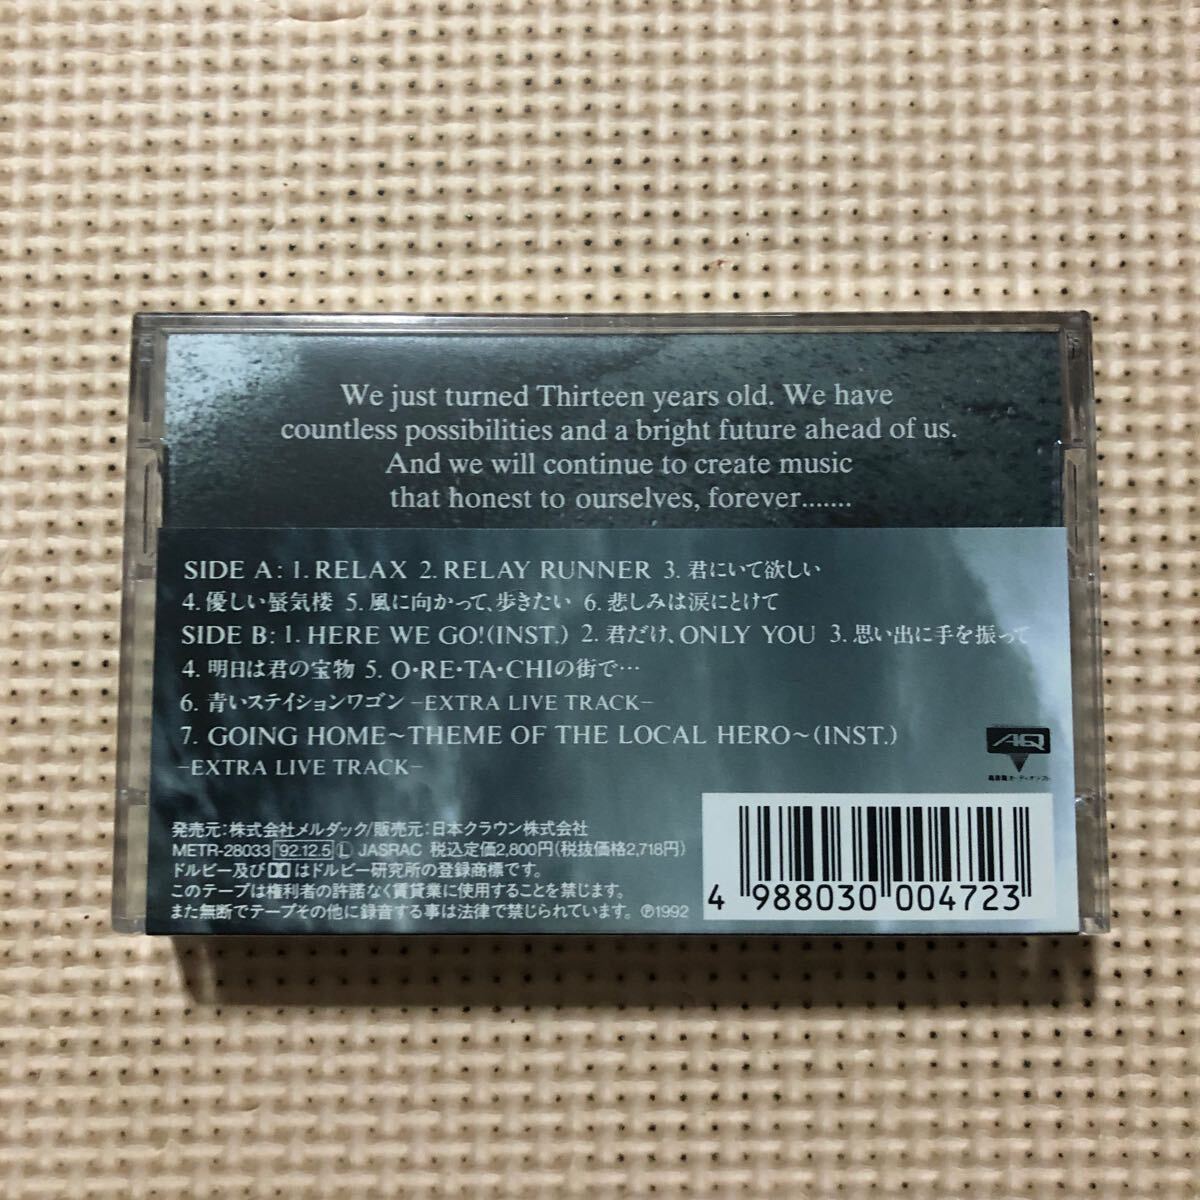 We just turned Thirteen years old. We have
countless possibilities and a bright future ahead of us.
And we will continue to create music
that honest to ourselves, forever.......
SIDE A: 1. RELAX 2. RELAY RUNNER 3. 君にいて欲しい
4. 優しい蜃気楼 5. 風に向かって、歩きたい 6. 悲しみは涙にとけて
SIDE B: 1. HERE WE GO!(INST.) 2. 君だけ、ONLY YOU 3. 思い出に手を振って
4. 明日は君の宝物 5. O・RE・TA・CHIの街で…
6. 青いステイションワゴン -EXTRA LIVE TRACK-
7. GOING HOME~THEME OF THE LOCAL HERO~(INST.)
-EXTRA LIVE TRACK-
AQ
高音質オーディオソフト
発売元:株式会社メルダック/販売元:日本クラウン株式会社
METR-28033 '92.12.5 Ⓛ JASRAC 税込定価2,800円(税抜価格2,718円)
ドルビー及びはドルビー研究所の登録商標です。
このテープは権利者の許諾なく賃貸業に使用することを禁じます。
また無断でテープその他に録音する事は法律で禁じられています。℗1992
4 988030 004723